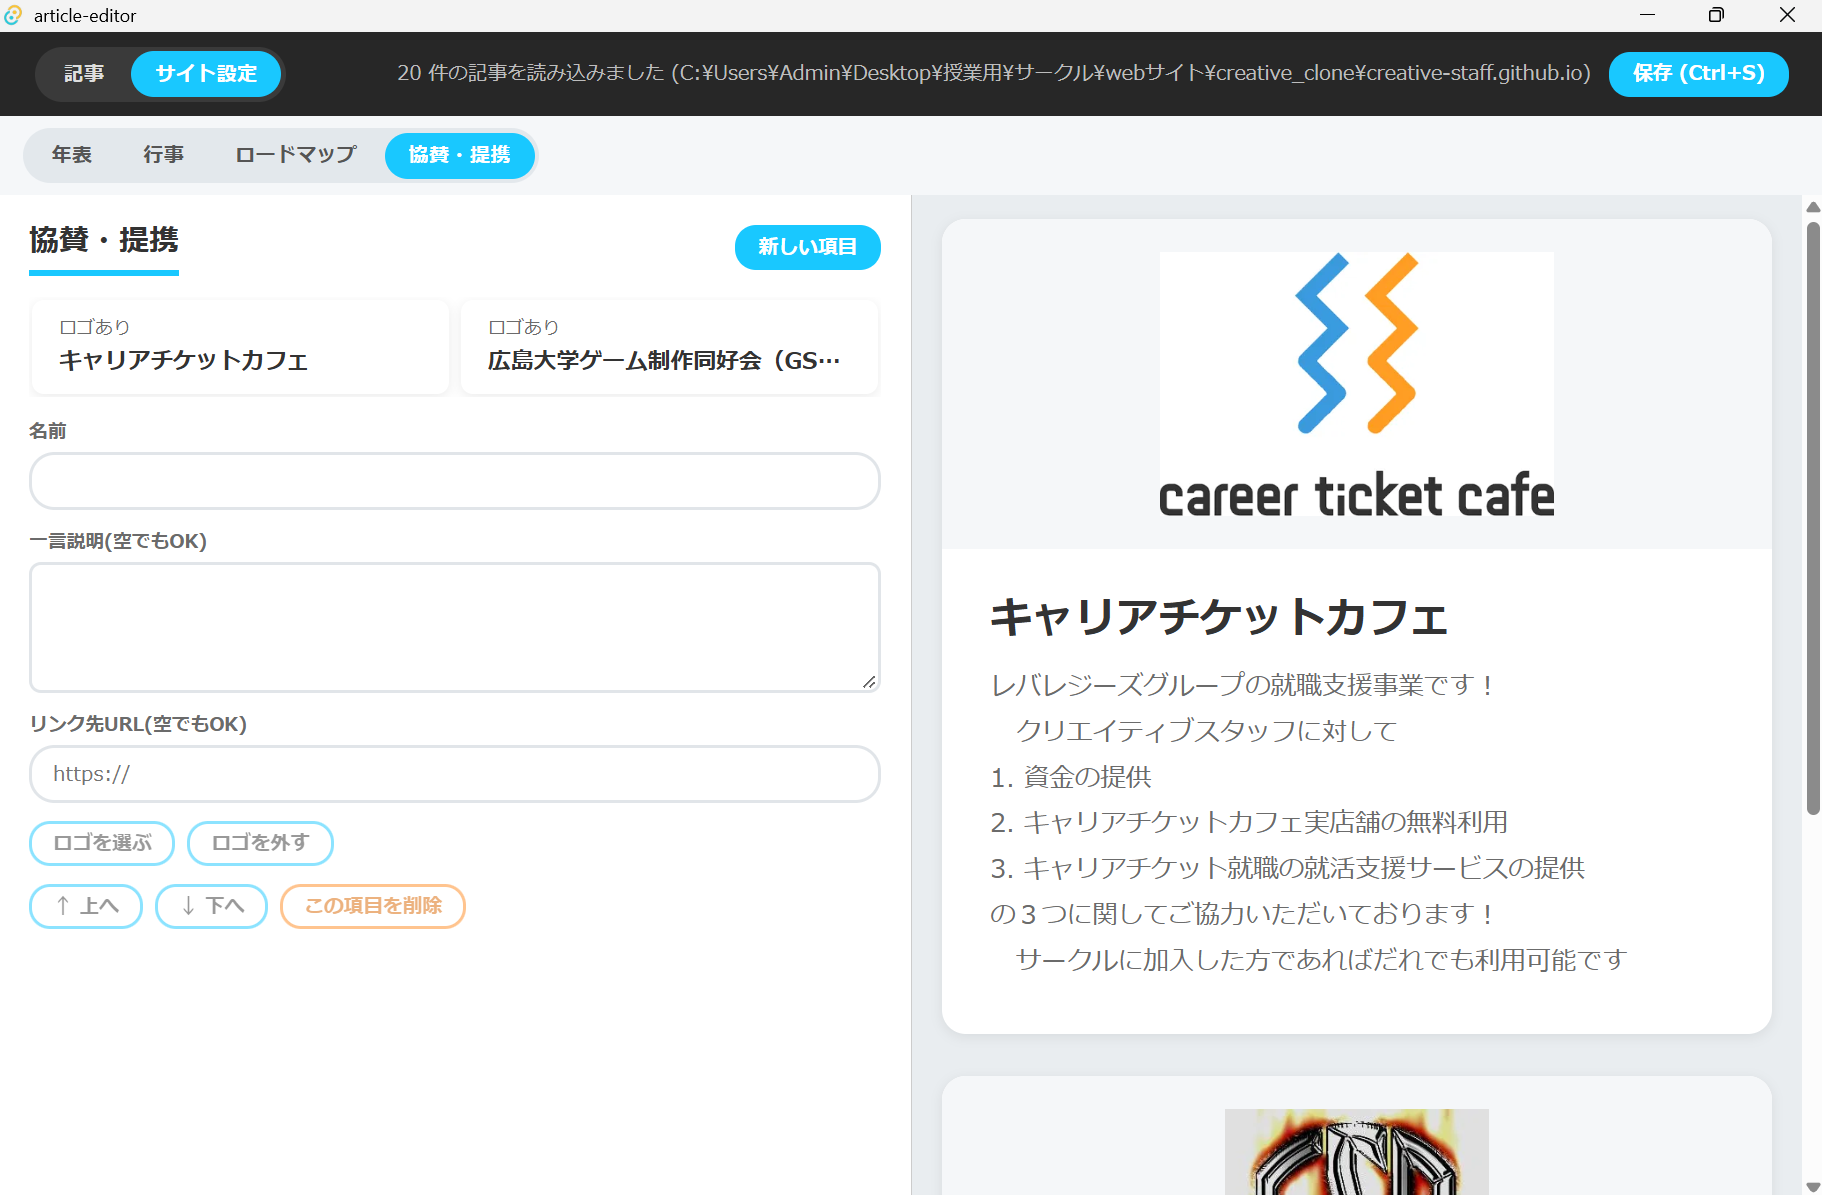 article-editor
記事
サイト設定
20 件の記事を読み込みました (C:¥Users¥Admin¥Desktop¥授業用¥サークル¥webサイト¥creative_clone¥creative-staff.github.io)
保存 (Ctrl+S)
年表
行事
ロードマップ
協賛・提携
協賛・提携
新しい項目
ロゴあり
キャリアチケットカフェ
ロゴあり
広島大学ゲーム制作同好会（GS…
名前
一言説明(空でもOK)
リンク先URL(空でもOK)
https://
ロゴを選ぶ
ロゴを外す
↑ 上へ
↓ 下へ
この項目を削除
career ticket cafe
キャリアチケットカフェ
レバレジーズグループの就職支援事業です！
クリエイティブスタッフに対して
1. 資金の提供
2. キャリアチケットカフェ実店舗の無料利用
3. キャリアチケット就職の就活支援サービスの提供
の３つに関してご協力いただいております！
サークルに加入した方であればだれでも利用可能です